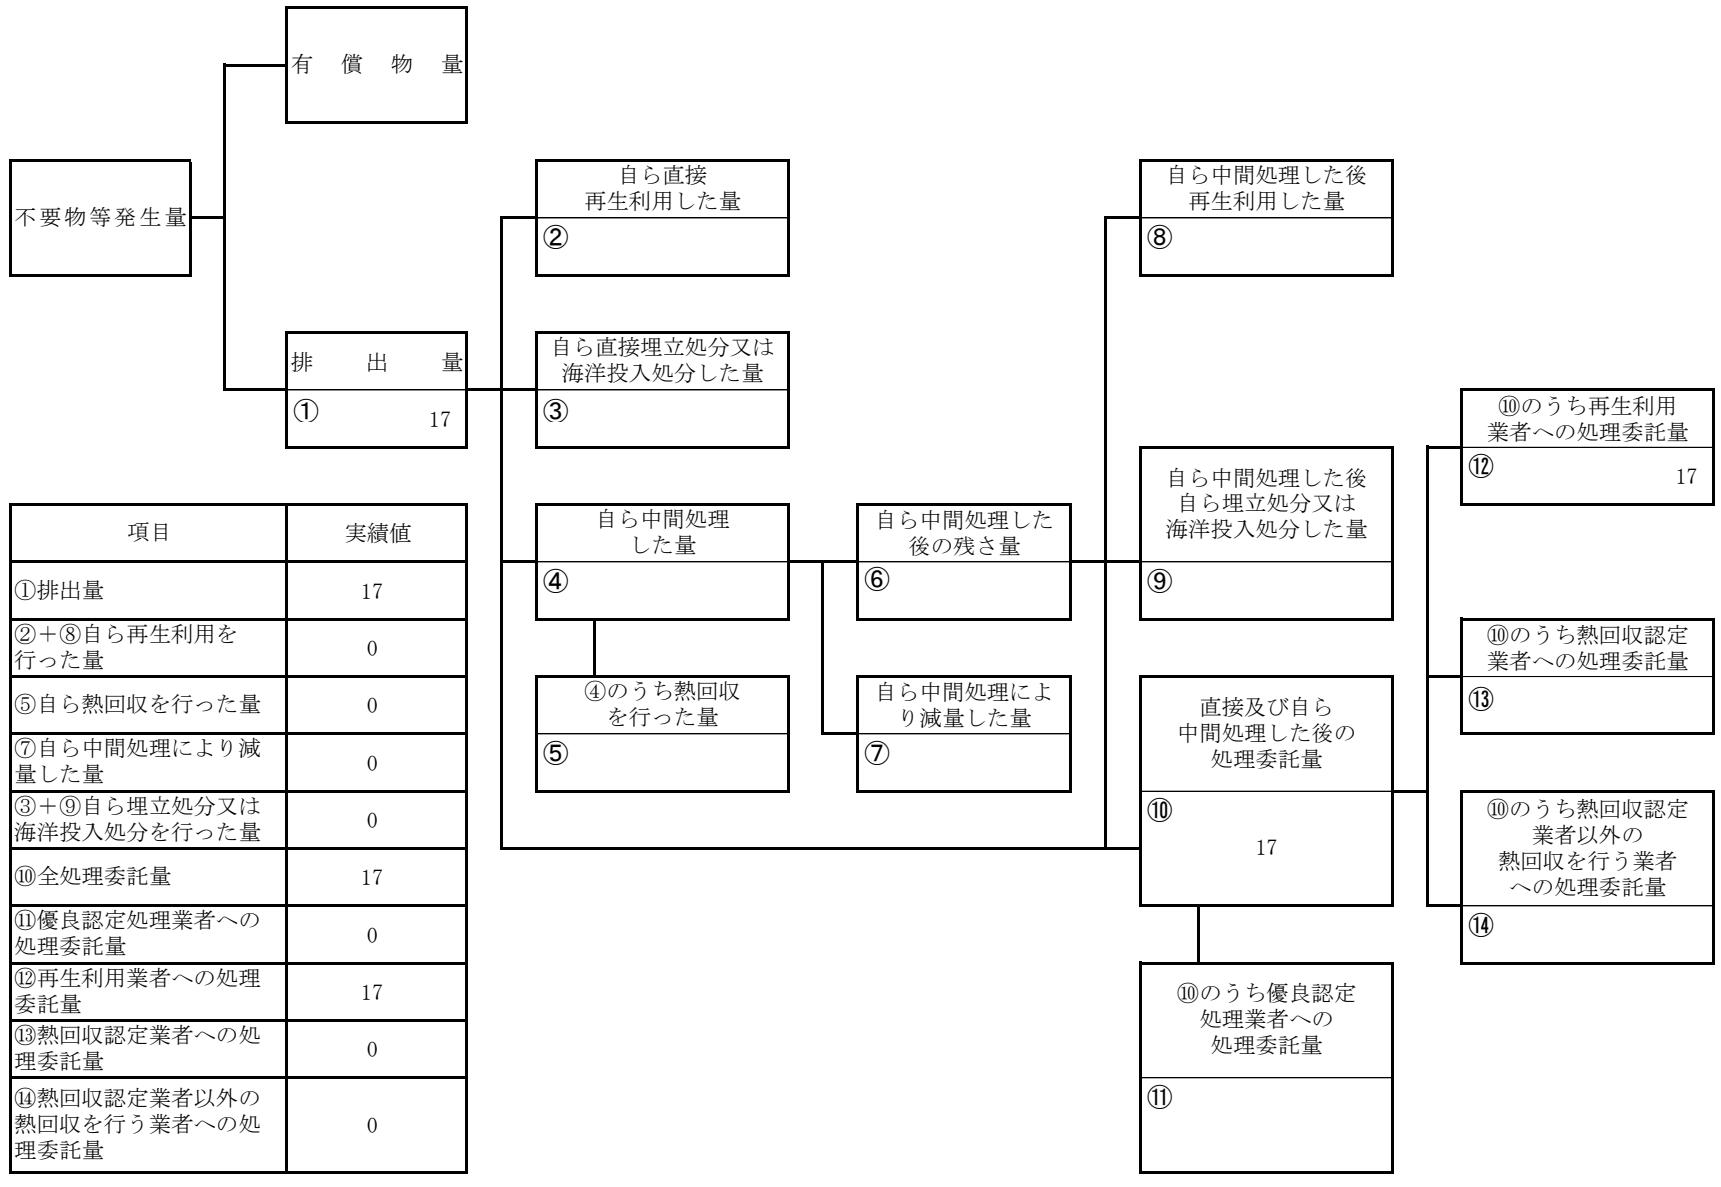 有償物量
不要物等発生量
自ら直接
再生利用した量
②
自ら中間処理した後
再生利用した量
⑧
排出量
①
17
自ら直接埋立処分又は
海洋投入処分した量
③
⑩のうち再生利用
業者への処理委託量
⑫
17
自ら中間処理した後
自ら埋立処分又は
海洋投入処分した量
⑨
自ら中間処理
した量
④
自ら中間処理した
後の残さ量
⑥
⑩のうち熱回収認定
業者への処理委託量
⑬
④のうち熱回収
を行った量
⑤
自ら中間処理によ
り減量した量
⑦
直接及び自ら
中間処理した後の
処理委託量
⑩
17
⑩のうち熱回収認定
業者以外の
熱回収を行う業者
への処理委託量
⑭
⑩のうち優良認定
処理業者への
処理委託量
⑪
項目
実績値
①排出量
17
②＋⑧自ら再生利用を
行った量
0
⑤自ら熱回収を行った量
0
⑦自ら中間処理により減
量した量
0
③＋⑨自ら埋立処分又は
海洋投入処分を行った量
0
⑩全処理委託量
17
⑪優良認定処理業者への
処理委託量
0
⑫再生利用業者への処理
委託量
17
⑬熱回収認定業者への処
理委託量
0
⑭熱回収認定業者以外の
熱回収を行う業者への処
理委託量
0